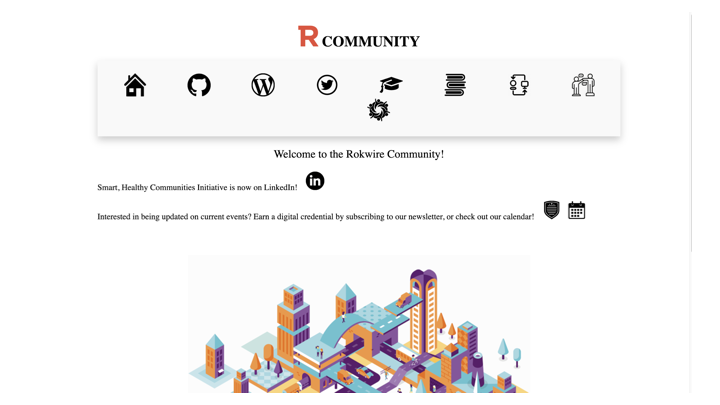 R COMMUNITY
Welcome to the Rokwire Community!
Smart, Healthy Communities Initiative is now on LinkedIn!
in
Interested in being updated on current events? Earn a digital credential by subscribing to our newsletter, or check out our calendar!